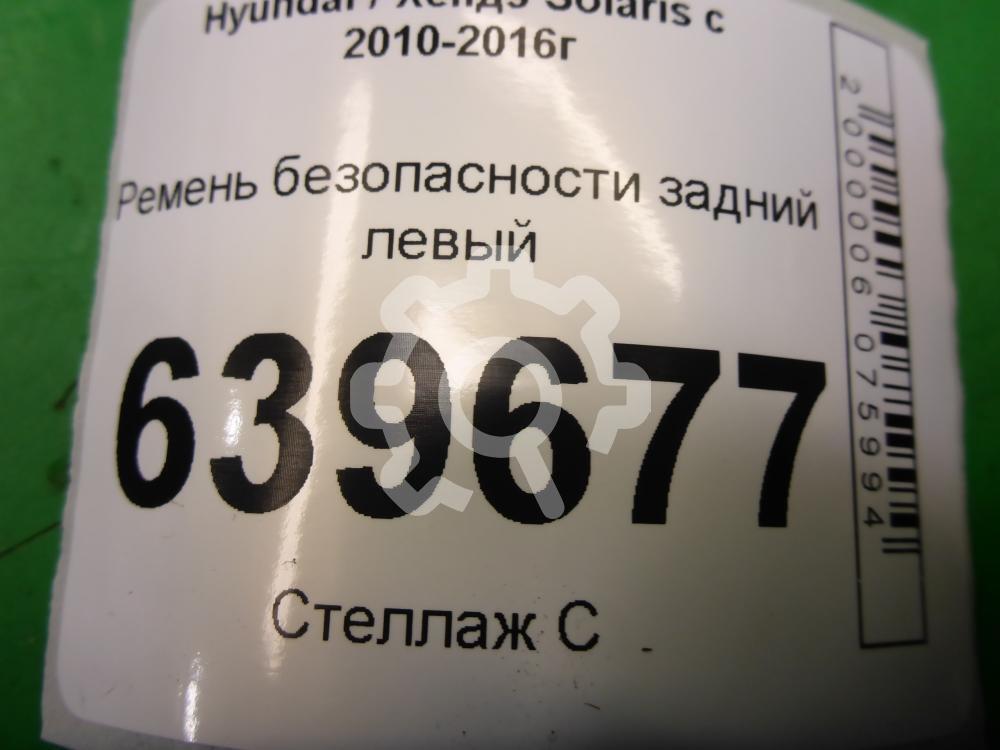 Hyundai / Хендэ Solaris с
2010-2016г
Ремень безопасности задний
левый
639677
Стеллаж С
2000006075994